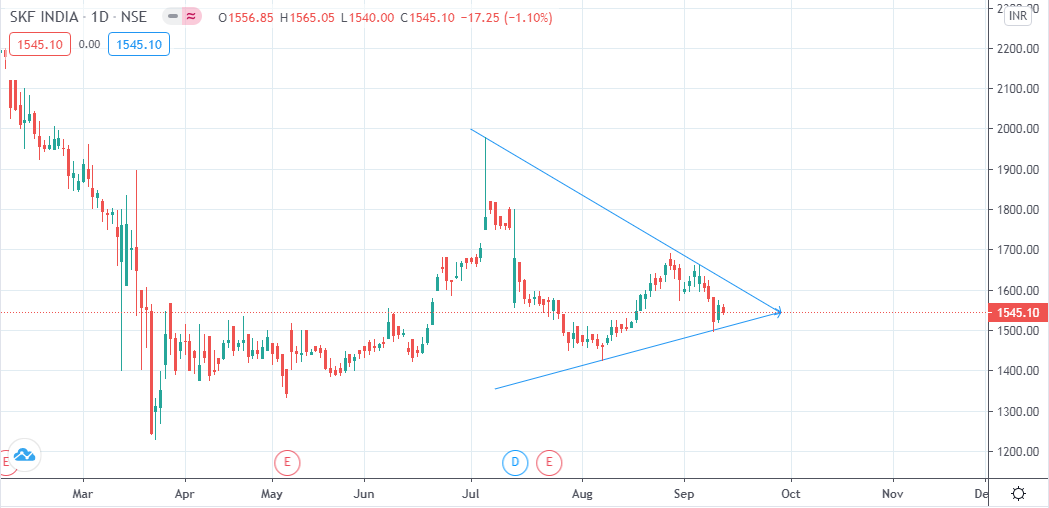 SKF INDIA · 1D · NSE O1556.85 H1565.05 L1540.00 C1545.10 −17.25 (−1.10%)
1545.10 0.00 1545.10
INR
2200.00
2100.00
2000.00
1900.00
1800.00
1700.00
1600.00
1545.10
1500.00
1400.00
1300.00
1200.00
E E D E
Mar Apr May Jun Jul Aug Sep Oct Nov De